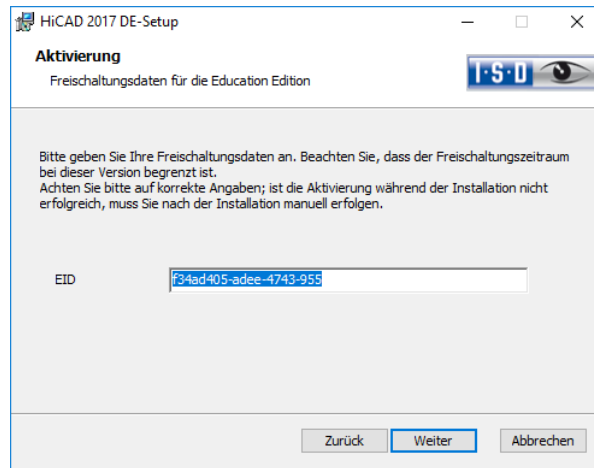 HiCAD 2017 DE-Setup
Aktivierung
Freischaltungsdaten für die Education Edition
I·S·D
Bitte geben Sie Ihre Freischaltungsdaten an. Beachten Sie, dass der Freischaltungszeitraum
bei dieser Version begrenzt ist.
Achten Sie bitte auf korrekte Angaben; ist die Aktivierung während der Installation nicht
erfolgreich, muss Sie nach der Installation manuell erfolgen.
EID f34ad405-adee-4743-955
Zurück Weiter Abbrechen